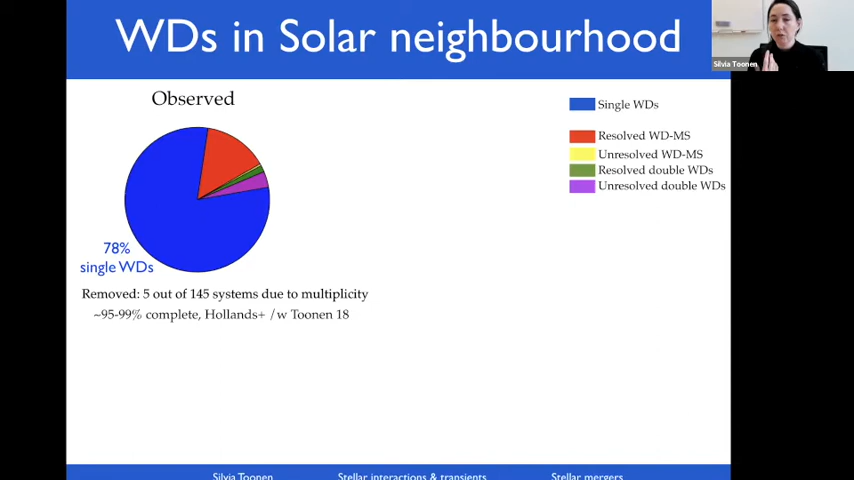 WDs in Solar neighbourhood
Silvia Toonen
Observed
Single WDs
Resolved WD-MS
Unresolved WD-MS
Resolved double WDs
Unresolved double WDs
78%
single WDs
Removed: 5 out of 145 systems due to multiplicity
~95-99% complete, Hollands+ /w Toonen 18
Silvia Toonen
Stellar interactions & transients
Stellar mergers